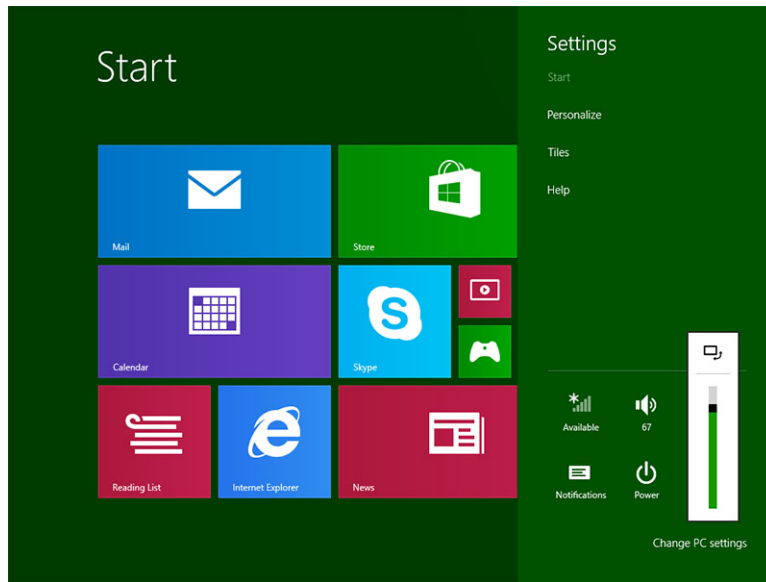 Start
Mail
Store
Calendar
Skype
Reading List
Internet Explorer
News
Settings
Start
Personalize
Tiles
Help
Available
67
Notifications
Power
Change PC settings